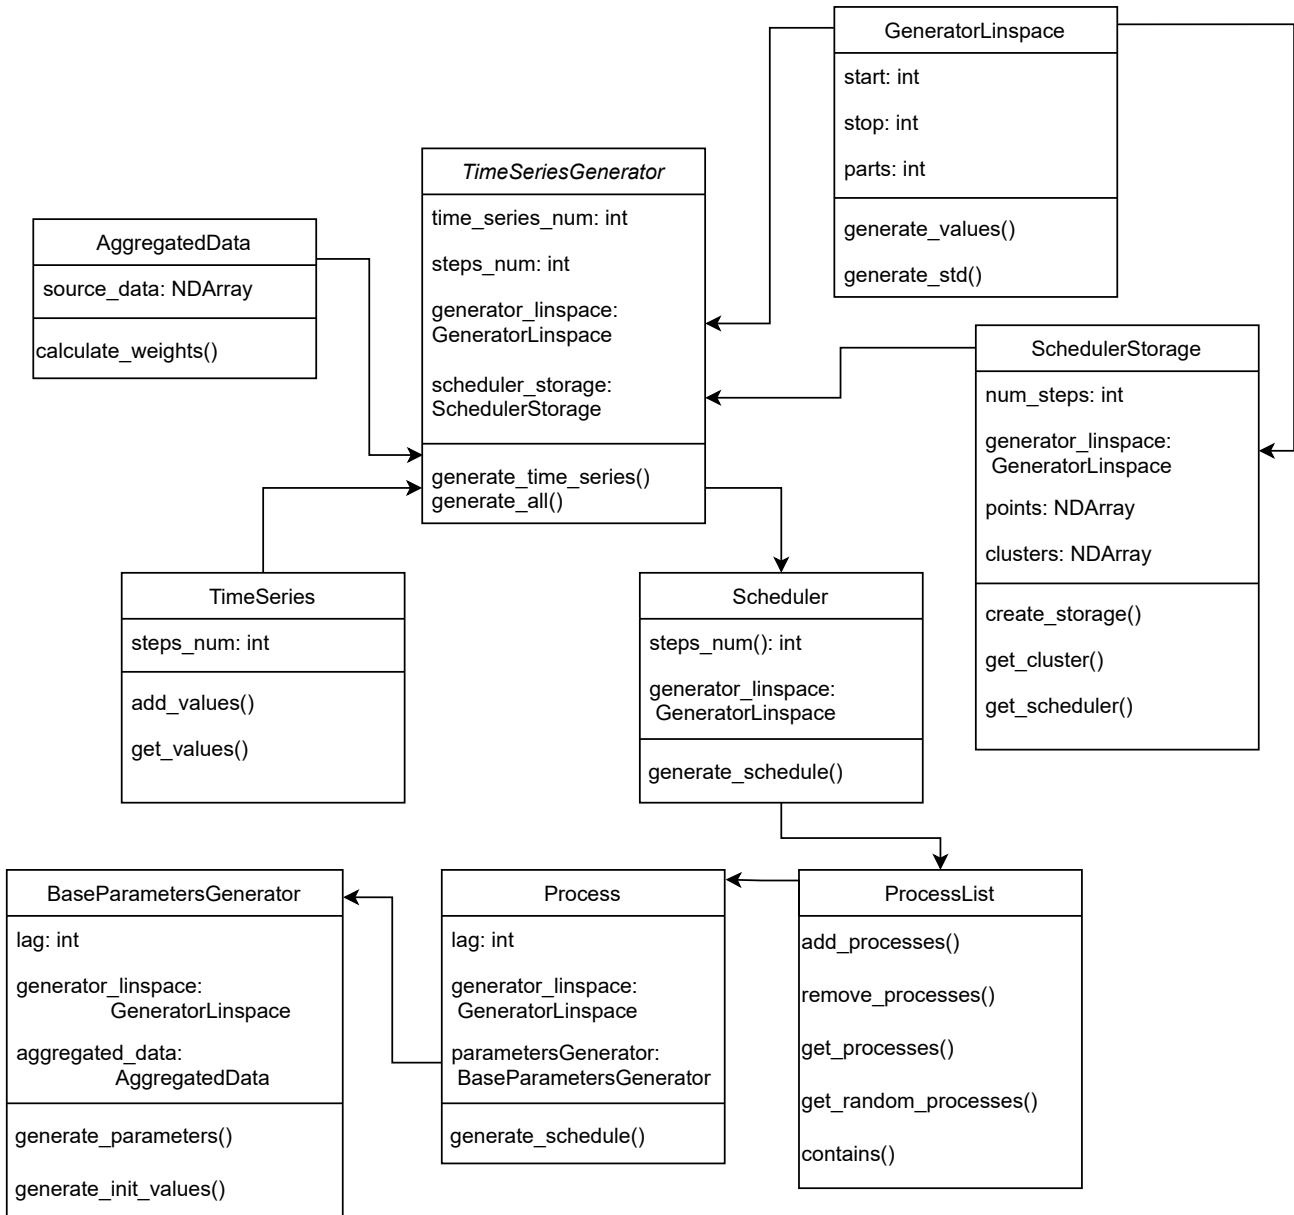 GeneratorLinspace
start: int
stop: int
parts: int
generate_values()
generate_std()
TimeSeriesGenerator
time_series_num: int
steps_num: int
generator_linspace:
GeneratorLinspace
scheduler_storage:
SchedulerStorage
generate_time_series()
generate_all()
AggregatedData
source_data: NDArray
calculate_weights()
SchedulerStorage
num_steps: int
generator_linspace:
GeneratorLinspace
points: NDArray
clusters: NDArray
create_storage()
get_cluster()
get_scheduler()
TimeSeries
steps_num: int
add_values()
get_values()
Scheduler
steps_num(): int
generator_linspace:
GeneratorLinspace
generate_schedule()
BaseParametersGenerator
lag: int
generator_linspace:
GeneratorLinspace
aggregated_data:
AggregatedData
generate_parameters()
generate_init_values()
Process
lag: int
generator_linspace:
GeneratorLinspace
parametersGenerator:
BaseParametersGenerator
generate_schedule()
ProcessList
add_processes()
remove_processes()
get_processes()
get_random_processes()
contains()